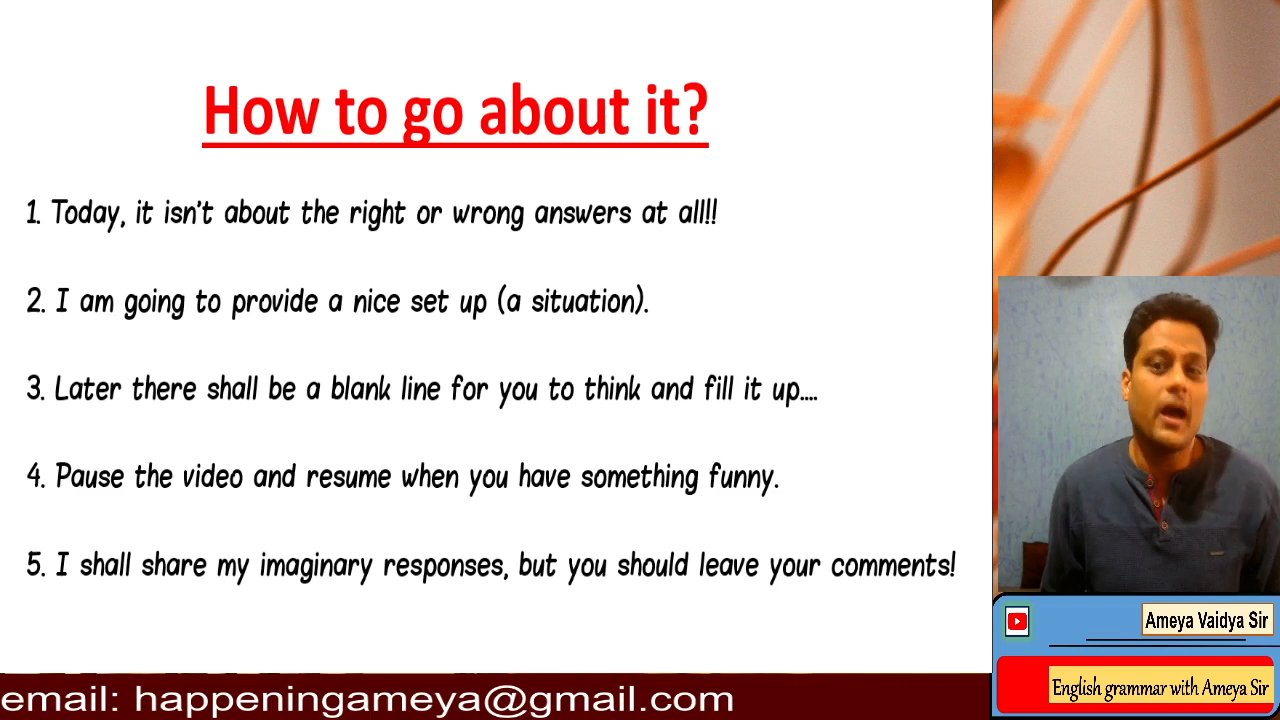 How to go about it?
1. Today, it isn't about the right or wrong answers at all!!
2. I am going to provide a nice set up (a situation).
3. Later there shall be a blank line for you to think and fill it up....
4. Pause the video and resume when you have something funny.
5. I shall share my imaginary responses, but you should leave your comments!
Ameya Vaidya Sir
English grammar with Ameya Sir
email: happeningameya@gmail.com